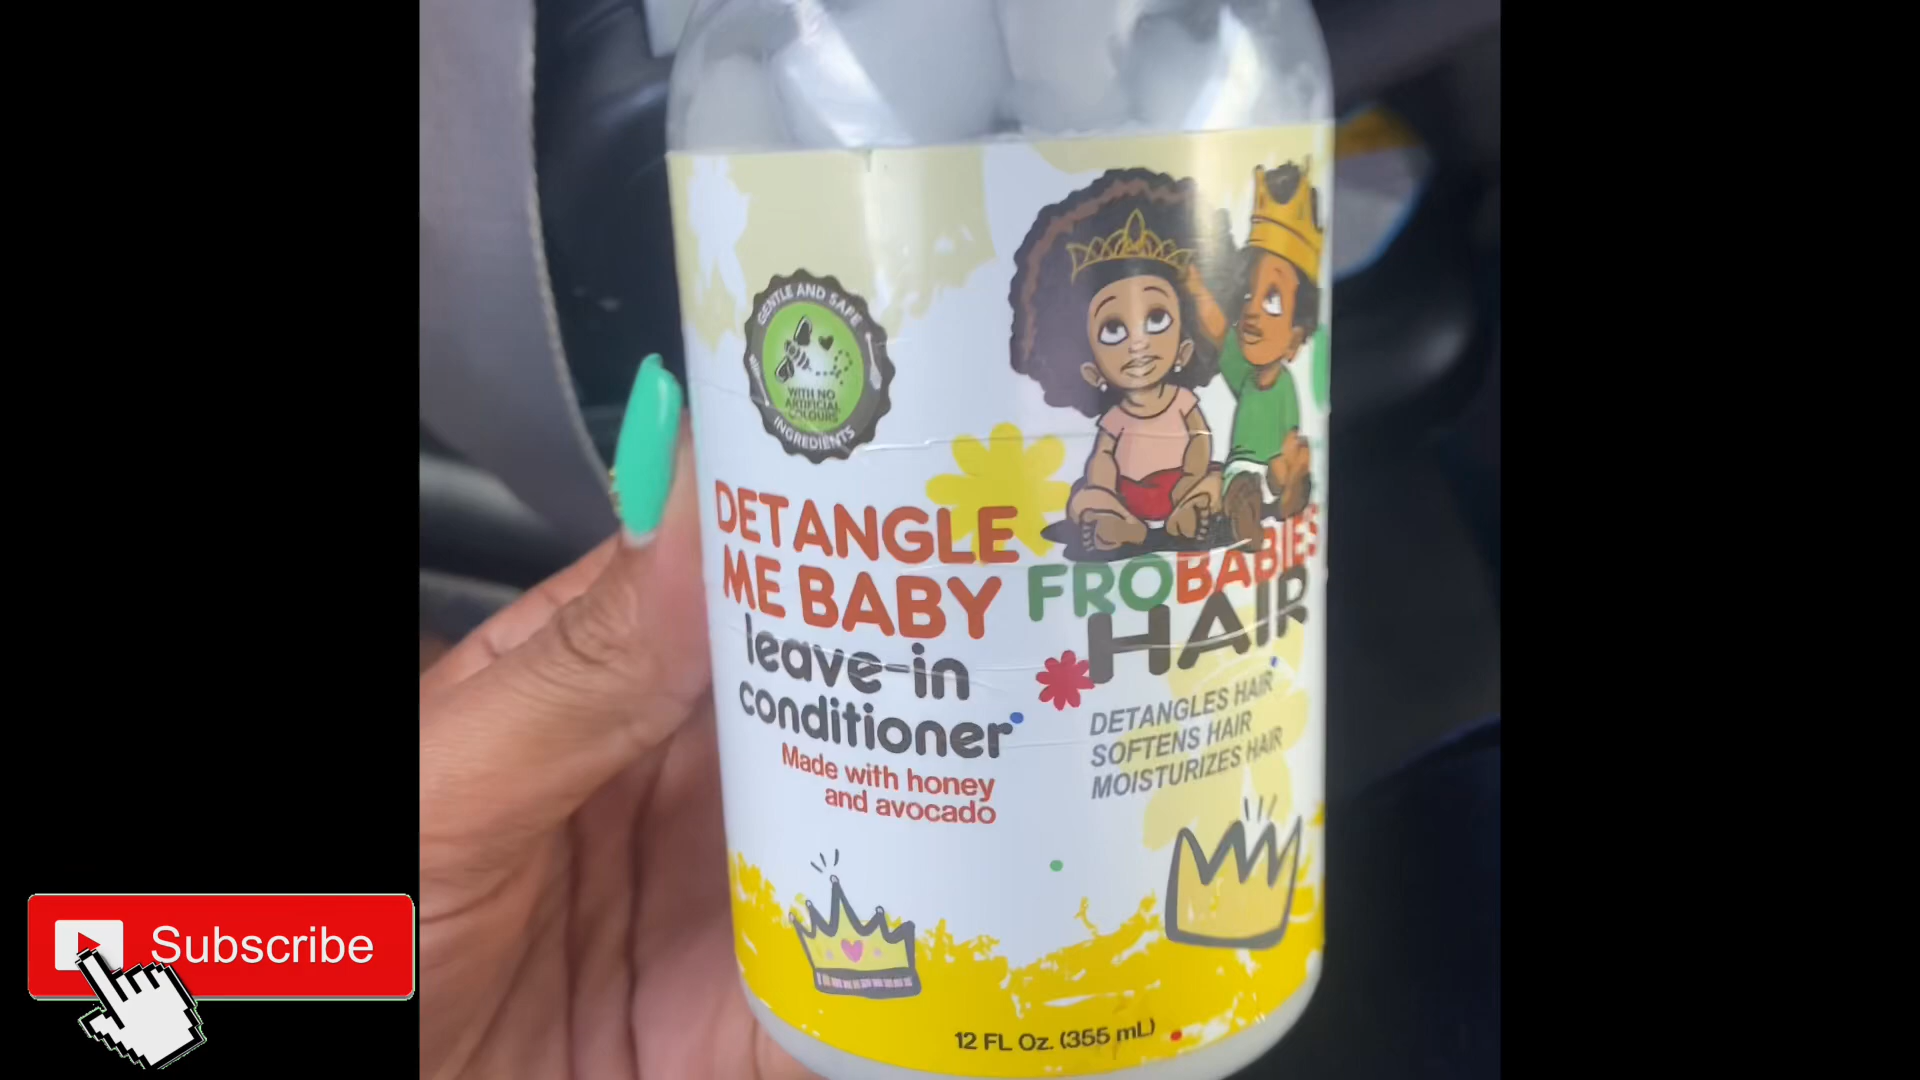 GENTLE AND SAFE
WITH NO
ARTIFICIAL
COLOURS
INGREDIENTS
DETANGLE
ME BABY
leave-in
conditioner
Made with honey
and avocado
FROBABIES
HAIR
DETANGLES HAIR
SOFTENS HAIR
MOISTURIZES HAIR
12 FL Oz. (355 mL)
Subscribe